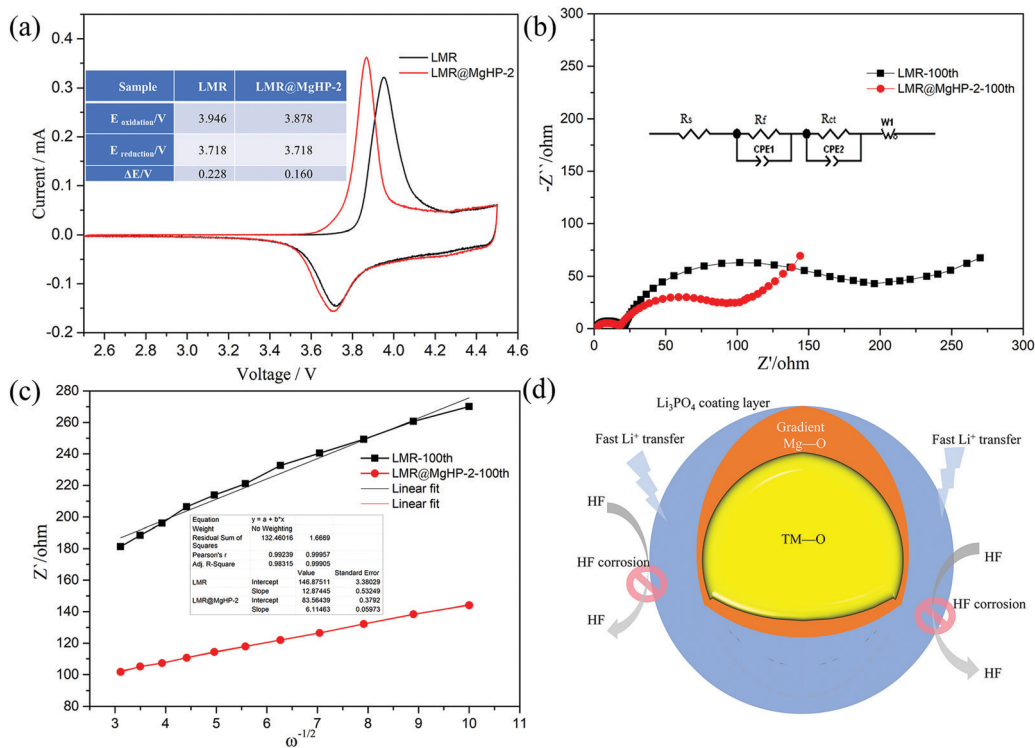 (a)
LMR
LMR@MgHP-2
Sample LMR LMR@MgHP-2
E oxidation/V 3.946 3.878
E reduction/V 3.718 3.718
ΔE/V 0.228 0.160
0.4
0.3
0.2
0.1
0.0
-0.1
-0.2
Current / mA
2.6 2.8 3.0 3.2 3.4 3.6 3.8 4.0 4.2 4.4 4.6
Voltage / V
(b)
LMR-100th
LMR@MgHP-2-100th
Rs Rf Rct W1
CPE1 CPE2
300
250
200
150
100
50
0
-Z``/ohm
0 50 100 150 200 250 300
Z'/ohm
(c)
LMR-100th
LMR@MgHP-2-100th
Linear fit
Linear fit
Equation y = a + b*x
Weight No Weighting
Residual Sum of Squares 132.46016 1.6669
Pearson's r 0.99239 0.99957
Adj. R-Square 0.98315 0.99905
Value Standard Error
LMR Intercept 146.87511 3.38029
Slope 12.87445 0.53249
LMR@MgHP-2 Intercept 83.56439 0.3792
Slope 6.11463 0.05973
280
260
240
220
200
180
160
140
120
100
80
Z`/ohm
3 4 5 6 7 8 9 10 11
ω-1/2
(d)
Li₃PO₄ coating layer
Gradient
Mg—O
Fast Li⁺ transfer
Fast Li⁺ transfer
HF
TM—O
HF
HF corrosion
HF corrosion
HF
HF